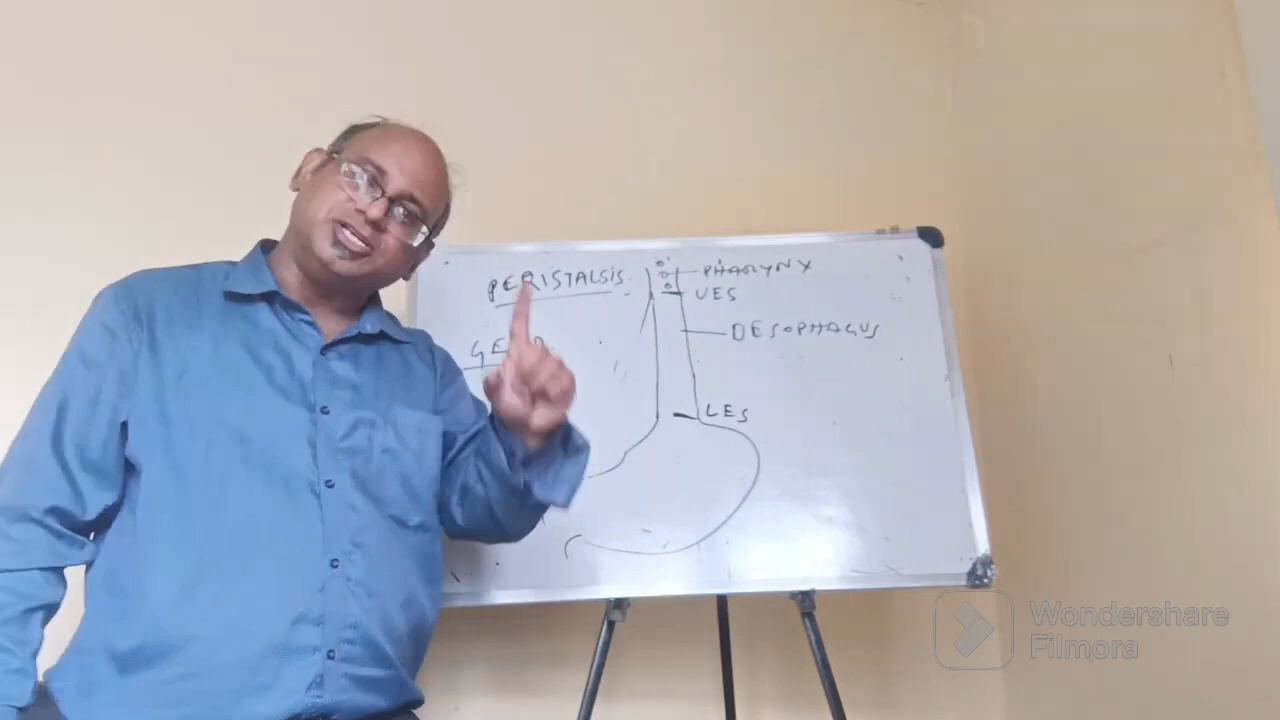 PERISTALSIS
PHARYNX
UES
OESOPHAGUS
LES
Wondershare
Filmora